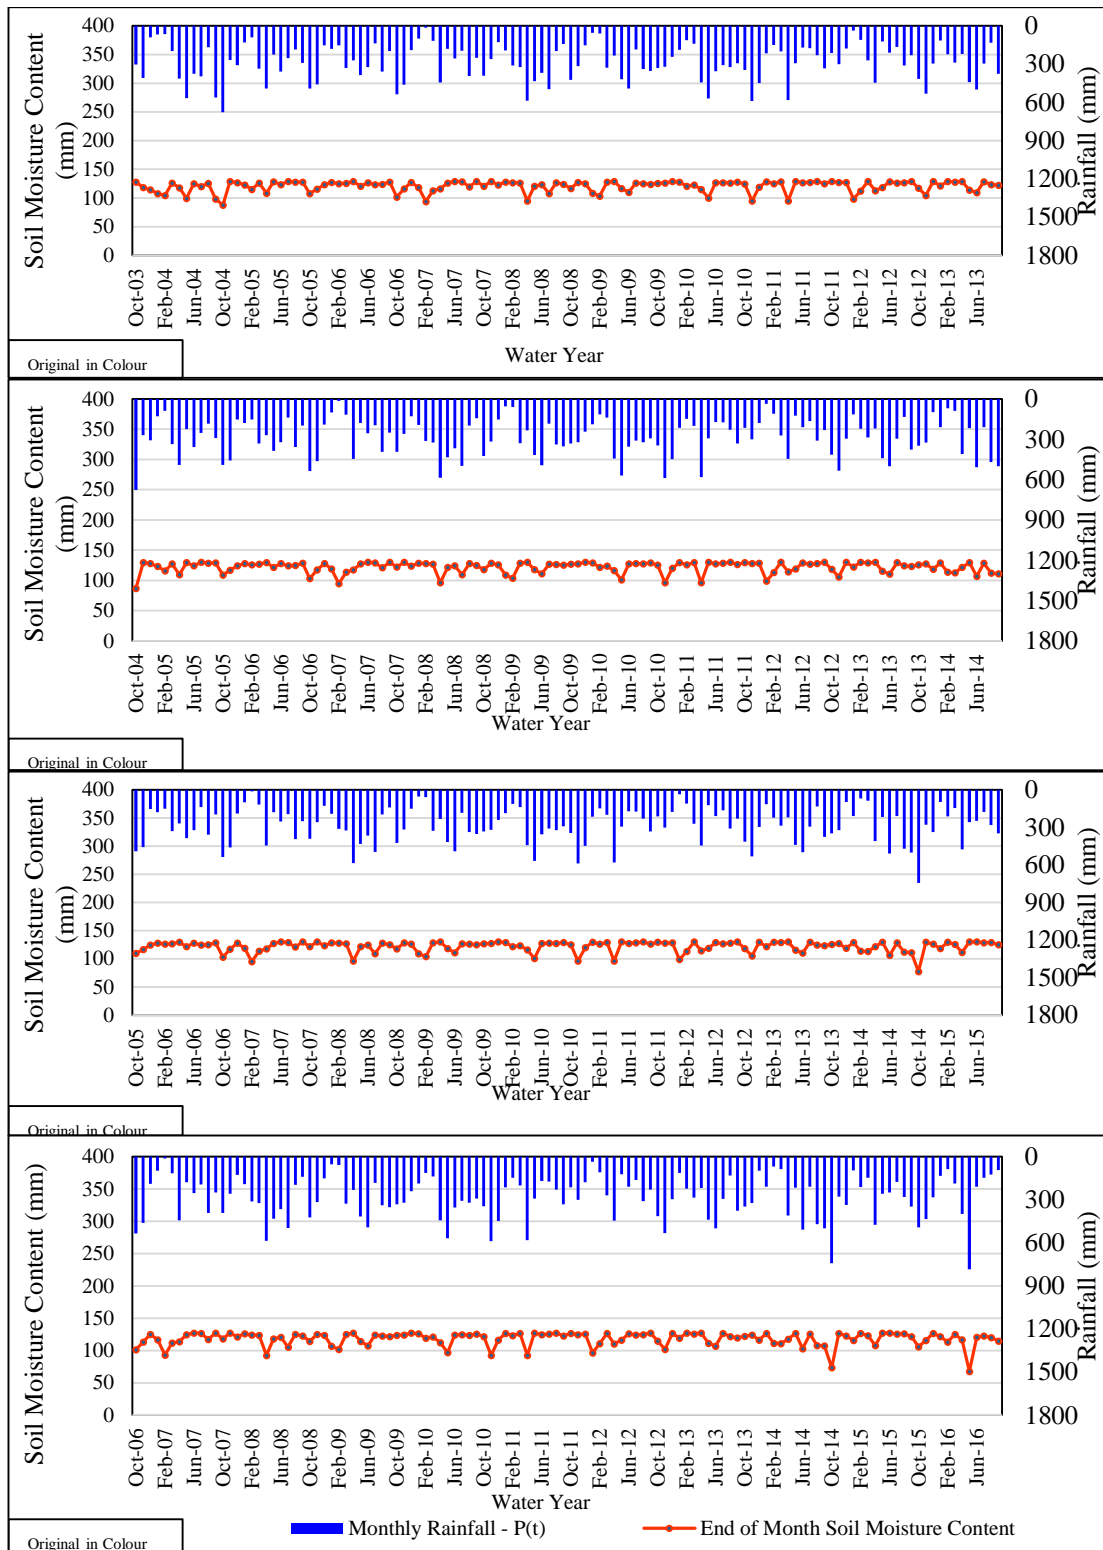 400 350 300 250 200 150 100 50 0
Soil Moisture Content
(mm)
0 300 600 900 1200 1500 1800
Rainfall (mm)
Oct-03 Feb-04 Jun-04 Oct-04 Feb-05 Jun-05 Oct-05 Feb-06 Jun-06 Oct-06 Feb-07 Jun-07 Oct-07 Feb-08 Jun-08 Oct-08 Feb-09 Jun-09 Oct-09 Feb-10 Jun-10 Oct-10 Feb-11 Jun-11 Oct-11 Feb-12 Jun-12 Oct-12 Feb-13 Jun-13
Water Year
Original in Colour
400 350 300 250 200 150 100 50 0
Soil Moisture Content
(mm)
0 300 600 900 1200 1500 1800
Rainfall (mm)
Oct-04 Feb-05 Jun-05 Oct-05 Feb-06 Jun-06 Oct-06 Feb-07 Jun-07 Oct-07 Feb-08 Jun-08 Oct-08 Feb-09 Jun-09 Oct-09 Feb-10 Jun-10 Oct-10 Feb-11 Jun-11 Oct-11 Feb-12 Jun-12 Oct-12 Feb-13 Jun-13 Oct-13 Feb-14 Jun-14
Water Year
Original in Colour
400 350 300 250 200 150 100 50 0
Soil Moisture Content
(mm)
0 300 600 900 1200 1500 1800
Rainfall (mm)
Oct-05 Feb-06 Jun-06 Oct-06 Feb-07 Jun-07 Oct-07 Feb-08 Jun-08 Oct-08 Feb-09 Jun-09 Oct-09 Feb-10 Jun-10 Oct-10 Feb-11 Jun-11 Oct-11 Feb-12 Jun-12 Oct-12 Feb-13 Jun-13 Oct-13 Feb-14 Jun-14 Oct-14 Feb-15 Jun-15
Water Year
Original in Colour
400 350 300 250 200 150 100 50 0
Soil Moisture Content (mm)
0 300 600 900 1200 1500 1800
Rainfall (mm)
Oct-06 Feb-07 Jun-07 Oct-07 Feb-08 Jun-08 Oct-08 Feb-09 Jun-09 Oct-09 Feb-10 Jun-10 Oct-10 Feb-11 Jun-11 Oct-11 Feb-12 Jun-12 Oct-12 Feb-13 Jun-13 Oct-13 Feb-14 Jun-14 Oct-14 Feb-15 Jun-15 Oct-15 Feb-16 Jun-16
Water Year
Monthly Rainfall - P(t) End of Month Soil Moisture Content
Original in Colour